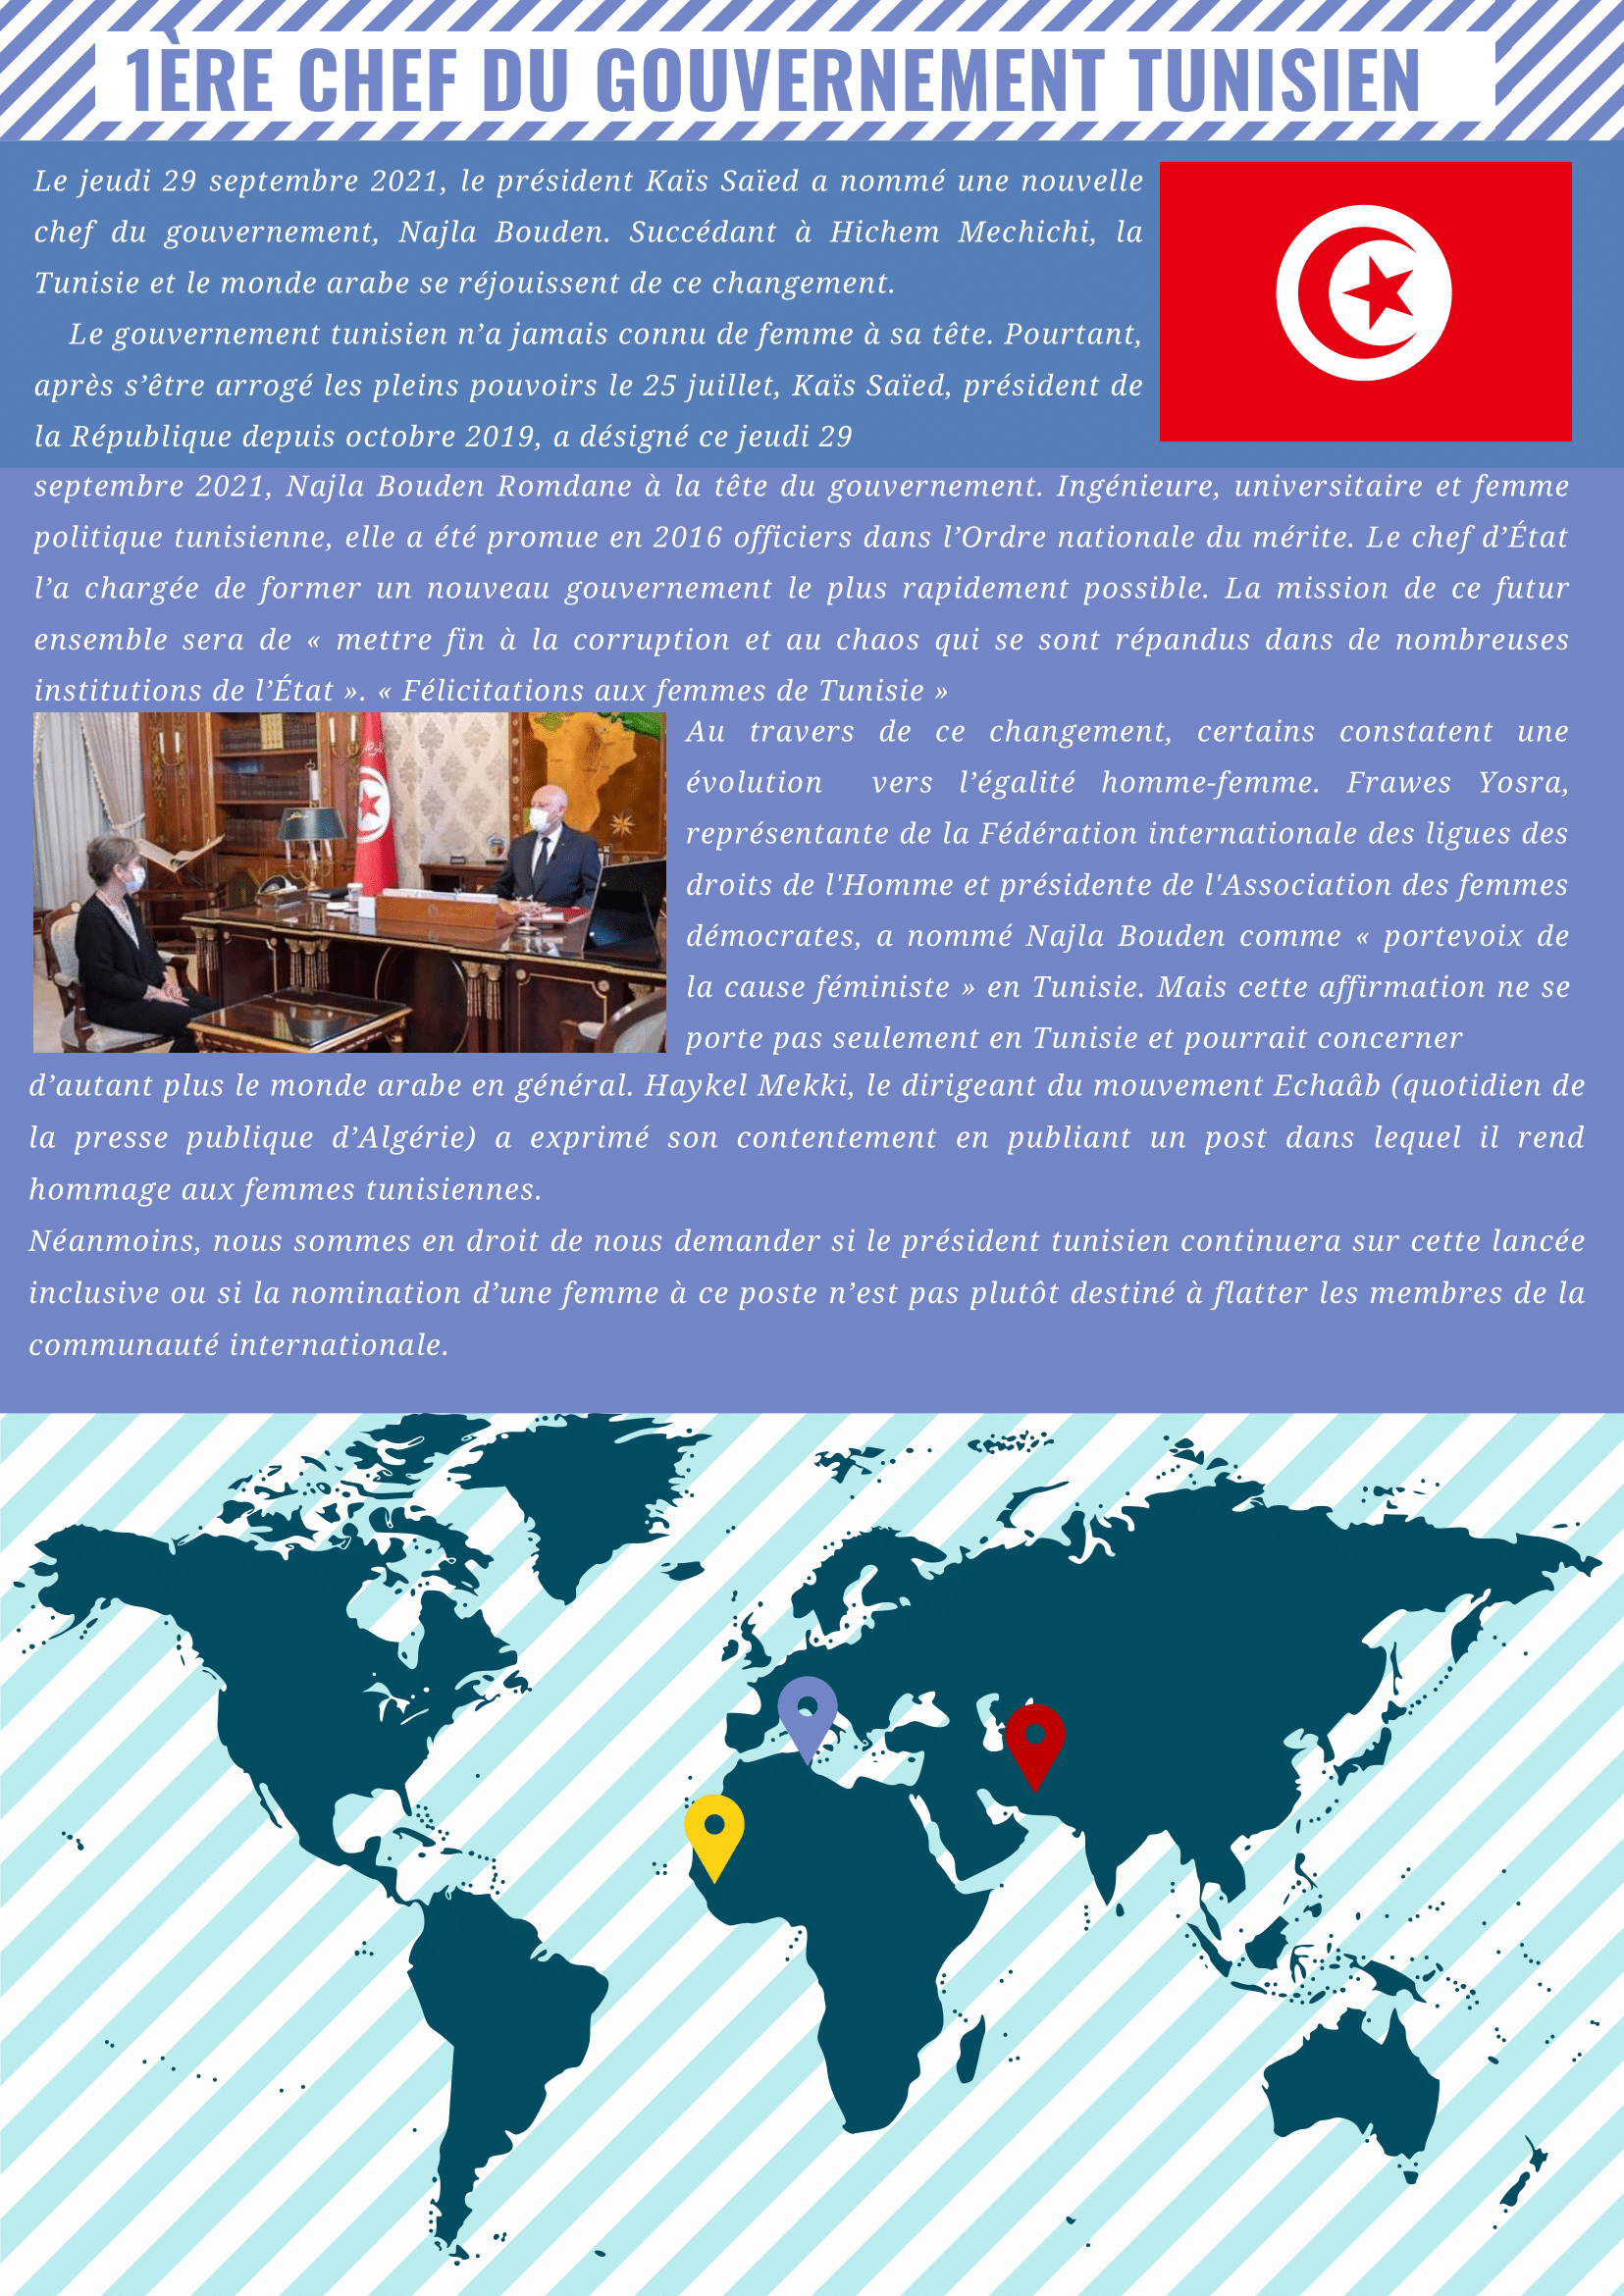 1ÈRE CHEF DU GOUVERNEMENT TUNISIEN
Le jeudi 29 septembre 2021, le président Kaïs Saïed a nommé une nouvelle
chef du gouvernement, Najla Bouden. Succédant à Hichem Mechichi, la
Tunisie et le monde arabe se réjouissent de ce changement.
Le gouvernement tunisien n’a jamais connu de femme à sa tête. Pourtant,
après s’être arrogé les pleins pouvoirs le 25 juillet, Kaïs Saïed, président de
la République depuis octobre 2019, a désigné ce jeudi 29
septembre 2021, Najla Bouden Romdane à la tête du gouvernement. Ingénieure, universitaire et femme
politique tunisienne, elle a été promue en 2016 officiers dans l’Ordre nationale du mérite. Le chef d’État
l’a chargée de former un nouveau gouvernement le plus rapidement possible. La mission de ce futur
ensemble sera de « mettre fin à la corruption et au chaos qui se sont répandus dans de nombreuses
institutions de l’État ». « Félicitations aux femmes de Tunisie »
Au travers de ce changement, certains constatent une
évolution vers l’égalité homme-femme. Frawes Yosra,
représentante de la Fédération internationale des ligues des
droits de l'Homme et présidente de l'Association des femmes
démocrates, a nommé Najla Bouden comme « portevoix de
la cause féministe » en Tunisie. Mais cette affirmation ne se
porte pas seulement en Tunisie et pourrait concerner
d’autant plus le monde arabe en général. Haykel Mekki, le dirigeant du mouvement Echaâb (quotidien de
la presse publique d’Algérie) a exprimé son contentement en publiant un post dans lequel il rend
hommage aux femmes tunisiennes.
Néanmoins, nous sommes en droit de nous demander si le président tunisien continuera sur cette lancée
inclusive ou si la nomination d’une femme à ce poste n’est pas plutôt destiné à flatter les membres de la
communauté internationale.